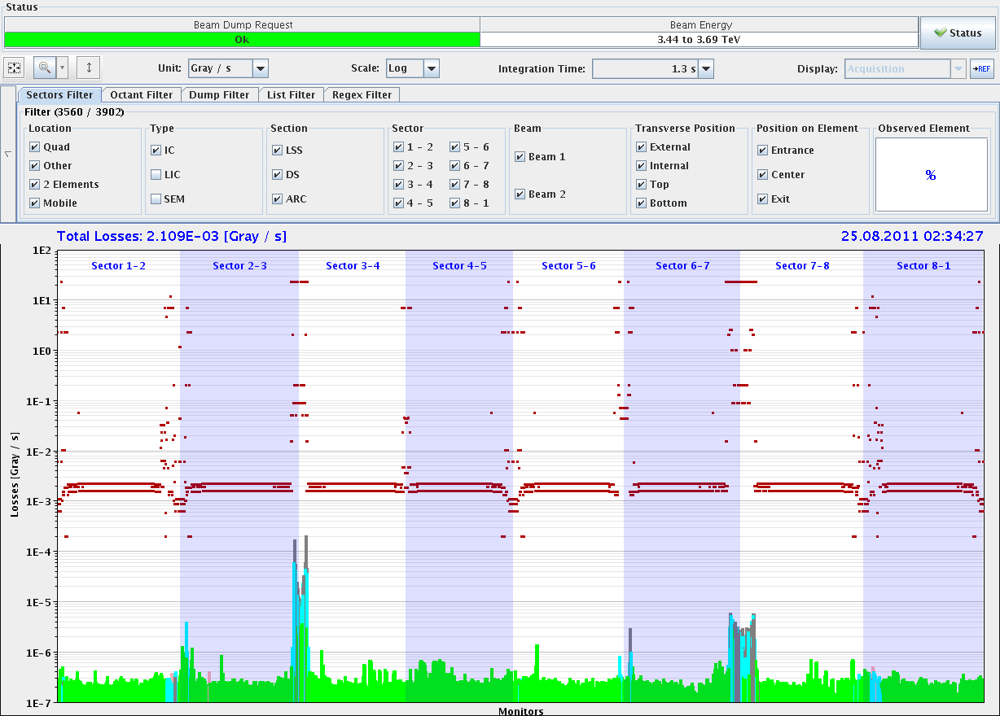 Status
Beam Dump Request Beam Energy
Ok 3.44 to 3.69 TeV Status
Unit: Gray / s Scale: Log Integration Time: 1.3 s Display: Acquisition REF
Sectors Filter Octant Filter Dump Filter List Filter Regex Filter
Filter (3560 / 3902)
Location Type Section Sector Beam Transverse Position Position on Element Observed Element
Quad IC LSS 1 - 2 5 - 6 Beam 1 External Entrance
Other LIC DS 2 - 3 6 - 7 Internal Center %
2 Elements SEM ARC 3 - 4 7 - 8 Beam 2 Top Exit
Mobile 4 - 5 8 - 1 Bottom
Total Losses: 2.109E-03 [Gray / s] 25.08.2011 02:34:27
1E2
Sector 1-2 Sector 2-3 Sector 3-4 Sector 4-5 Sector 5-6 Sector 6-7 Sector 7-8 Sector 8-1
1E1
1E0
1E-1
1E-2
1E-3
1E-4
1E-5
1E-6
1E-7
Losses [Gray / s]
Monitors